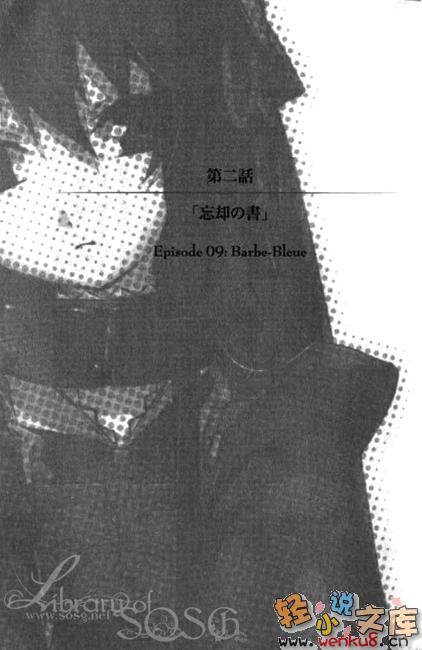 第二話
「忘却の書」
Episode 09: Barbe-Bleue
Library of
www.sosg.net
SOSG
轻小说文库
www.wenku8.cn